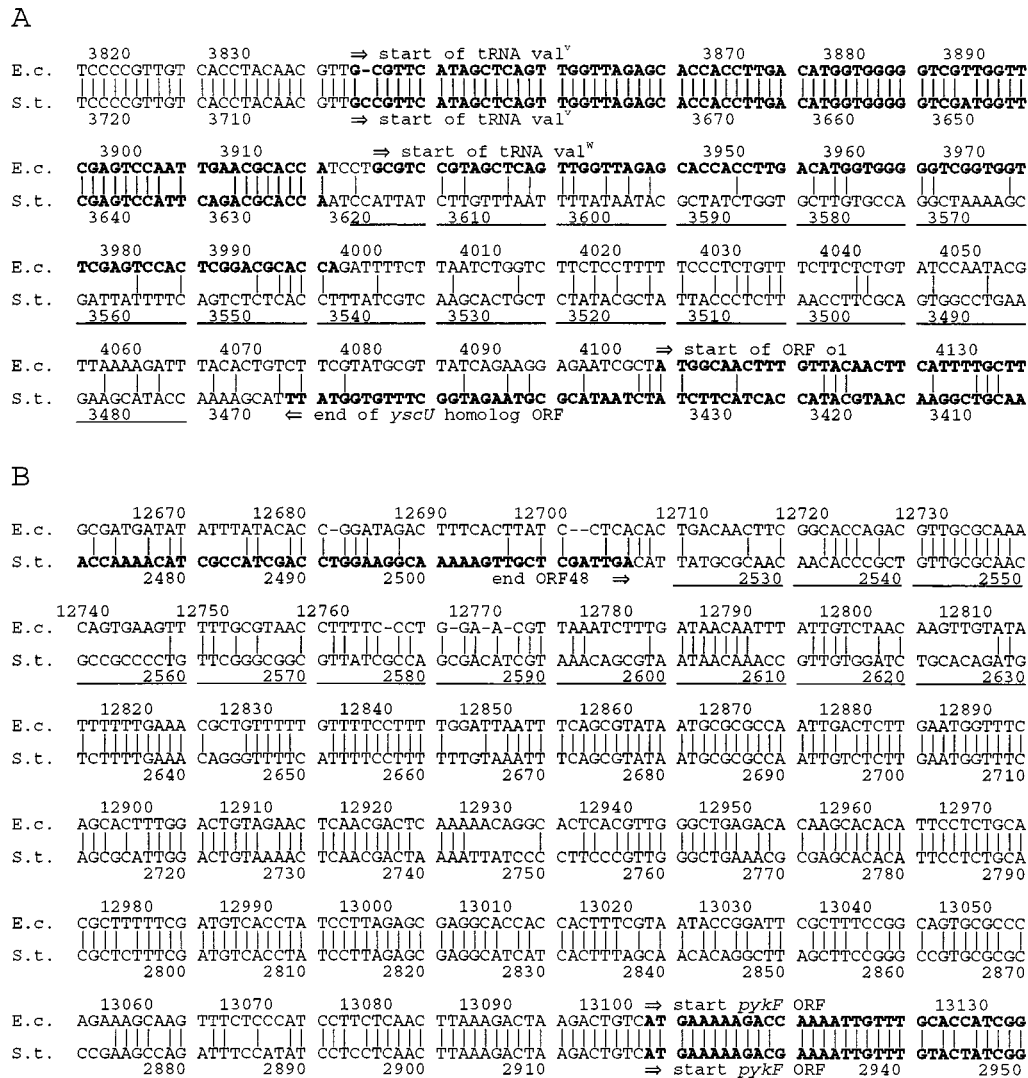 A
3820 3830 ⇒ start of tRNA valᵛ 3870 3880 3890
E.c. TCCCCGTTGT CACCTACAAC GTTG-CGTTC ATAGCTCAGT TGGTTAGAGC ACCACCTTGA CATGGTGGGG GTCGTTGGTT
S.t. TCCCCGTTGT CACCTACAAC GTTGCCGTTC ATAGCTCAGT TGGTTAGAGC ACCACCTTGA CATGGTGGGG GTCGATGGTT
3720 3710 ⇒ start of tRNA valᵛ 3670 3660 3650
3900 3910 ⇒ start of tRNA valᵂ 3950 3960 3970
E.c. CGAGTCCAAT TGAACGCACC ATCCTGCGTC CGTAGCTCAG TTGGTTAGAG CACCACCTTG ACATGGTGGG GGTCGGTGGT
S.t. CGAGTCCATT CAGACGCACC AATCCATTAT CTTGTTTAAT TTTATAATAC GCTATCTGGT GCTTGTGCCA GGCTAAAAGC
3640 3630 3620 3610 3600 3590 3580 3570
3980 3990 4000 4010 4020 4030 4040 4050
E.c. TCGAGTCCAC TCGGACGCAC CAGATTTTCT TAATCTGGTC TTCTCCTTTT TCCCTCTGTT TCTTCTCTGT ATCCAATACG
S.t. GATTATTTTC AGTCTCTCAC CTTTATCGTC AAGCACTGCT CTATACGCTA TTACCCTCTT AACCTTCGCA GTGGCCTGAA
3560 3550 3540 3530 3520 3510 3500 3490
4060 4070 4080 4090 4100 ⇒ start of ORF o1 4130
E.c. TTAAAAGATT TACACTGTCT TCGTATGCGT TATCAGAAGG AGAATCGCTA TGGCAACTTT GTTACAACTT CATTTTGCTT
S.t. GAAGCATACC AAAAGCATTT ATGGTGTTTC GGTAGAATGC GCATAATCTA TCTTCATCAC CATACGTAAC AAGGCTGCAA
3480 3470 ⇐ end of yscU homolog ORF 3430 3420 3410
B
12670 12680 12690 12700 12710 12720 12730
E.c. GCGATGATAT ATTTATACAC C-GGATAGAC TTTCACTTAT C--CTCACAC TGACAACTTC GGCACCAGAC GTTGCGCAAA
S.t. ACCAAAACAT CGCCATCGAC CTGGAAGGCA AAAAGTTGCT CGATTGACAT TATGCGCAAC AACACCCGCT GTTGCGCAAC
2480 2490 2500 end ORF48 ⇒ 2530 2540 2550
12740 12750 12760 12770 12780 12790 12800 12810
E.c. CAGTGAAGTT TTTGCGTAAC CTTTTC-CCT G-GA-A-CGT TAAATCTTTG ATAACAATTT ATTGTCTAAC AAGTTGTATA
S.t. GCCGCCCCTG TTCGGGCGGC GTTATCGCCA GCGACATCGT AAACAGCGTA ATAACAAACC GTTGTGGATC TGCACAGATG
2560 2570 2580 2590 2600 2610 2620 2630
12820 12830 12840 12850 12860 12870 12880 12890
E.c. TTTTTTGAAA CGCTGTTTTT GTTTTCCTTT TGGATTAATT TCAGCGTATA ATGCGCGCCA ATTGACTCTT GAATGGTTTC
S.t. TCTTTTGAAA CAGGGTTTTC ATTTTCCTTT TTTGTAAATT TCAGCGTATA ATGCGCGCCA ATTGTCTCTT GAATGGTTTC
2640 2650 2660 2670 2680 2690 2700 2710
12900 12910 12920 12930 12940 12950 12960 12970
E.c. AGCACTTTGG ACTGTAGAAC TCAACGACTC AAAAACAGGC ACTCACGTTG GGCTGAGACA CAAGCACACA TTCCTCTGCA
S.t. AGCGCATTGG ACTGTAAAAC TCAACGACTA AAATTATCCC CTTCCCGTTG GGCTGAAACG CGAGCACACA TTCCTCTGCA
2720 2730 2740 2750 2760 2770 2780 2790
12980 12990 13000 13010 13020 13030 13040 13050
E.c. CGCTTTTTCG ATGTCACCTA TCCTTAGAGC GAGGCACCAC CACTTTCGTA ATACCGGATT CGCTTTCCGG CAGTGCGCCC
S.t. CGCTCTTTCG ATGTCACCTA TCCTTAGAGC GAGGCATCAT CACTTTAGCA ACACAGGCTT AGCTTCCGGG CCGTGCGCGC
2800 2810 2820 2830 2840 2850 2860 2870
13060 13070 13080 13090 13100 ⇒ start pykF ORF 13130
E.c. AGAAAGCAAG TTTCTCCCAT CCTTCTCAAC TTAAAGACTA AGACTGTCAT GAAAAAGACC AAAATTGTTT GCACCATCGG
S.t. CCGAAGCCAG ATTTCCATAT CCTCCTCAAC TTAAAGACTA AGACTGTCAT GAAAAAGACG AAAATTGTTT GTACTATCGG
2880 2890 2900 2910 ⇒ start pykF ORF 2940 2950